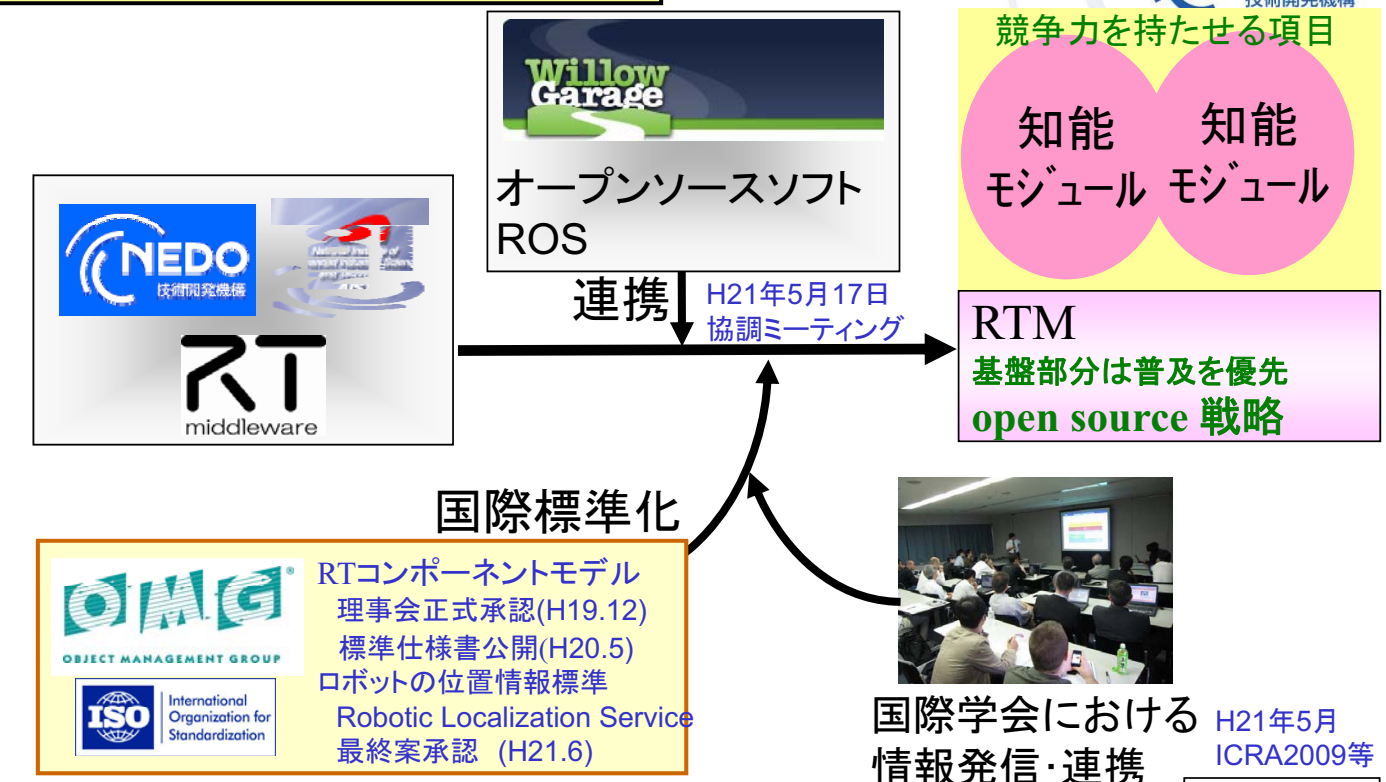 技術開発機構
競争力を持たせる項目
Willow
Garage
知能
モジュール
知能
モジュール
オープンソースソフト
ROS
NEDO
技術開発機構
RT
middleware
連携
H21年5月17日
協調ミーティング
RTM
基盤部分は普及を優先
open source 戦略
国際標準化
OMG
OBJECT MANAGEMENT GROUP
ISO
International
Organization for
Standardization
RTコンポーネントモデル
理事会正式承認(H19.12)
標準仕様書公開(H20.5)
ロボットの位置情報標準
Robotic Localization Service
最終案承認 (H21.6)
国際学会における
情報発信・連携
H21年5月
ICRA2009等